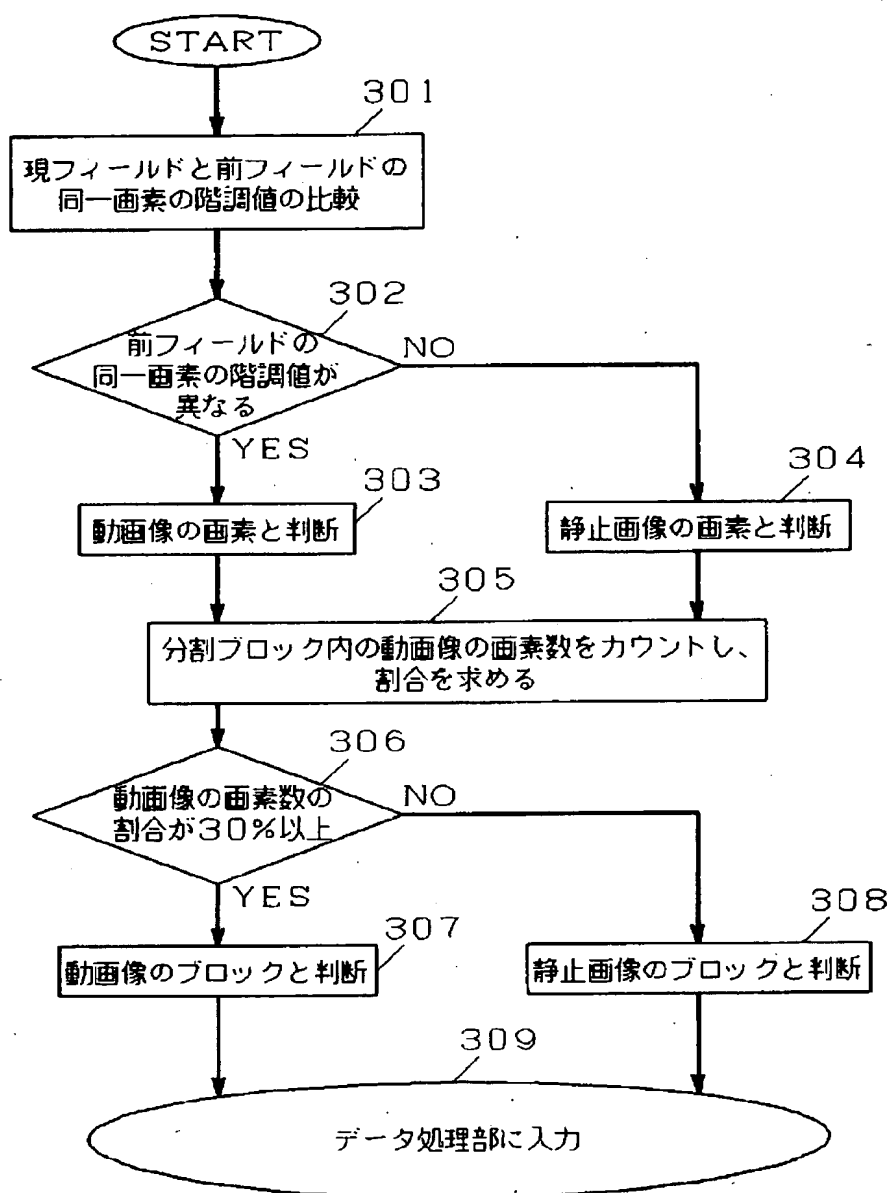 START
301
現フィールドと前フィールドの
同一画素の階調値の比較
302
前フィールドの
同一画素の階調値が
異なる
NO
YES
303
動画像の画素と判断
304
静止画像の画素と判断
305
分割ブロック内の動画像の画素数をカウントし、
割合を求める
306
動画像の画素数の
割合が30%以上
NO
YES
307
動画像のブロックと判断
308
静止画像のブロックと判断
309
データ処理部に入力